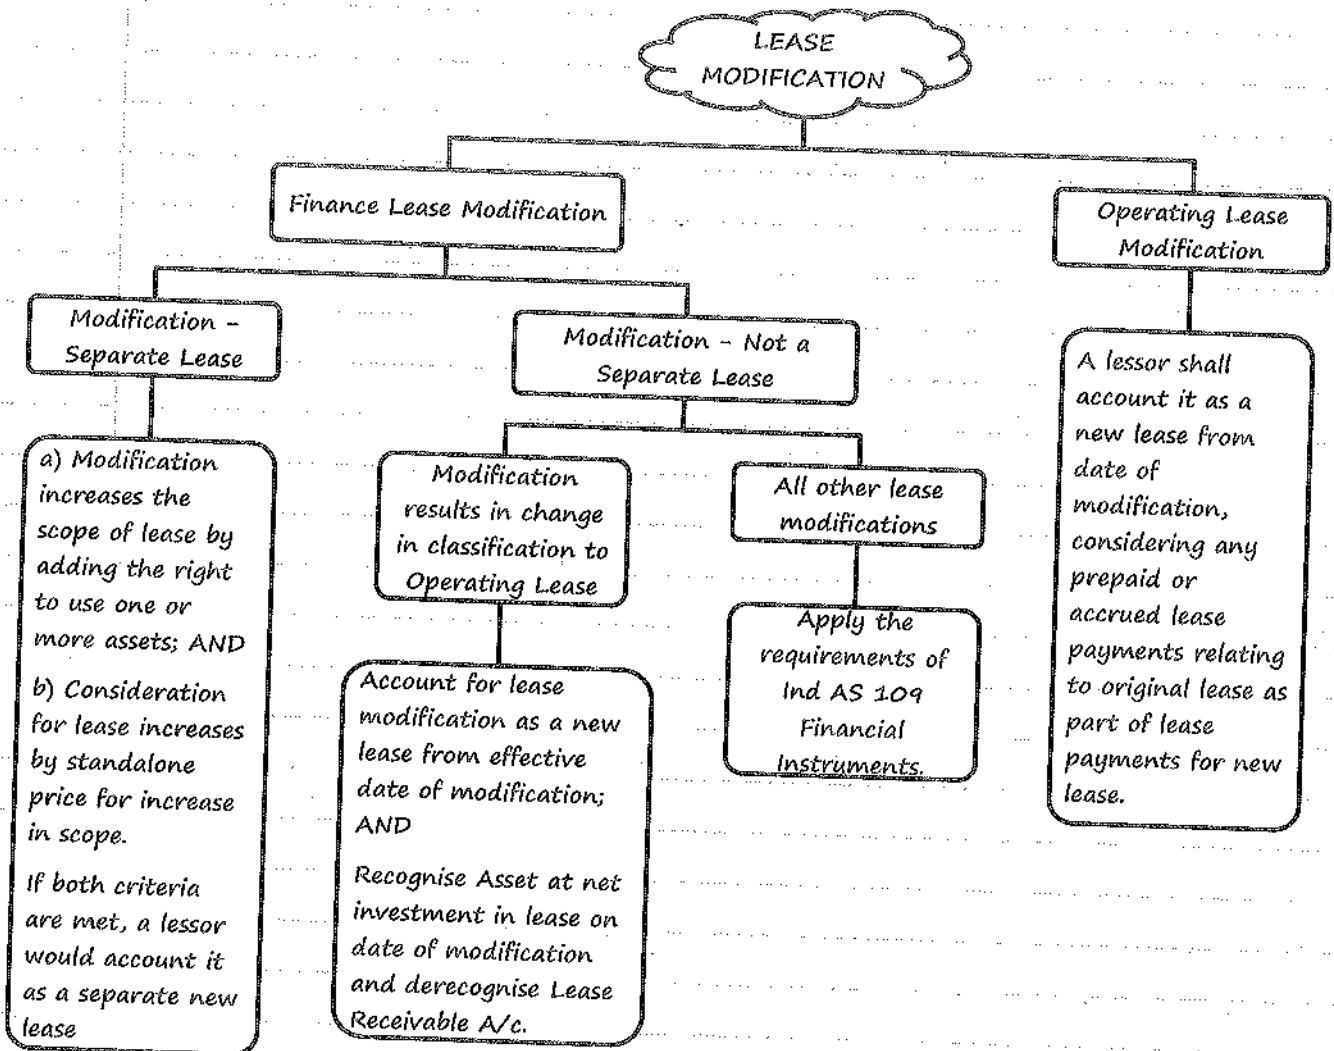 LEASE
MODIFICATION
Finance Lease Modification
Operating Lease
Modification
Modification -
Separate Lease
Modification - Not a
Separate Lease
a) Modification
increases the
scope of lease by
adding the right
to use one or
more assets; AND
b) Consideration
for lease increases
by standalone
price for increase
in scope.
If both criteria
are met, a lessor
would account it
as a separate new
lease
Modification
results in change
in classification to
Operating Lease
Account for lease
modification as a new
lease from effective
date of modification;
AND
Recognise Asset at net
investment in lease on
date of modification
and derecognise Lease
Receivable A/c.
All other lease
modifications
Apply the
requirements of
Ind AS 109
Financial
Instruments.
A lessor shall
account it as a
new lease from
date of
modification,
considering any
prepaid or
accrued lease
payments relating
to original lease as
part of lease
payments for new
lease.